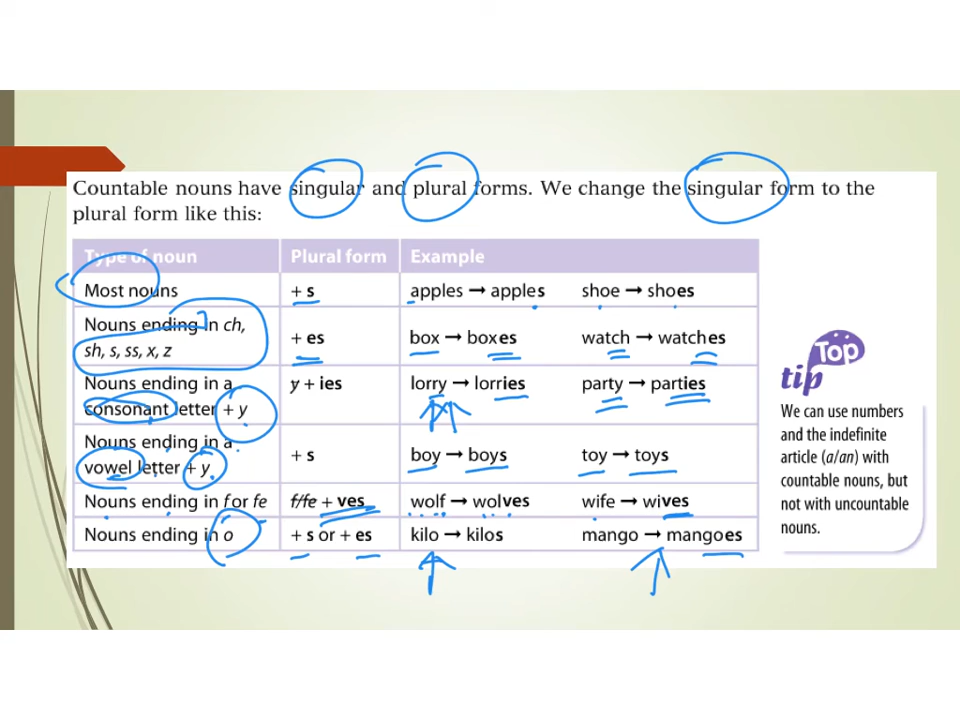 Countable nouns have singular and plural forms. We change the singular form to the
plural form like this:
Type of noun Plural form Example
Most nouns + s apples → apples shoe → shoes
Nouns ending in ch,
sh, s, ss, x, z + es box → boxes watch → watches
Nouns ending in a
consonant letter + y y + ies lorry → lorries party → parties
Nouns ending in a
vowel letter + y + s boy → boys toy → toys
Nouns ending in f or fe f/fe + ves wolf → wolves wife → wives
Nouns ending in o + s or + es kilo → kilos mango → mangoes
Top
tip
We can use numbers
and the indefinite
article (a/an) with
countable nouns, but
not with uncountable
nouns.